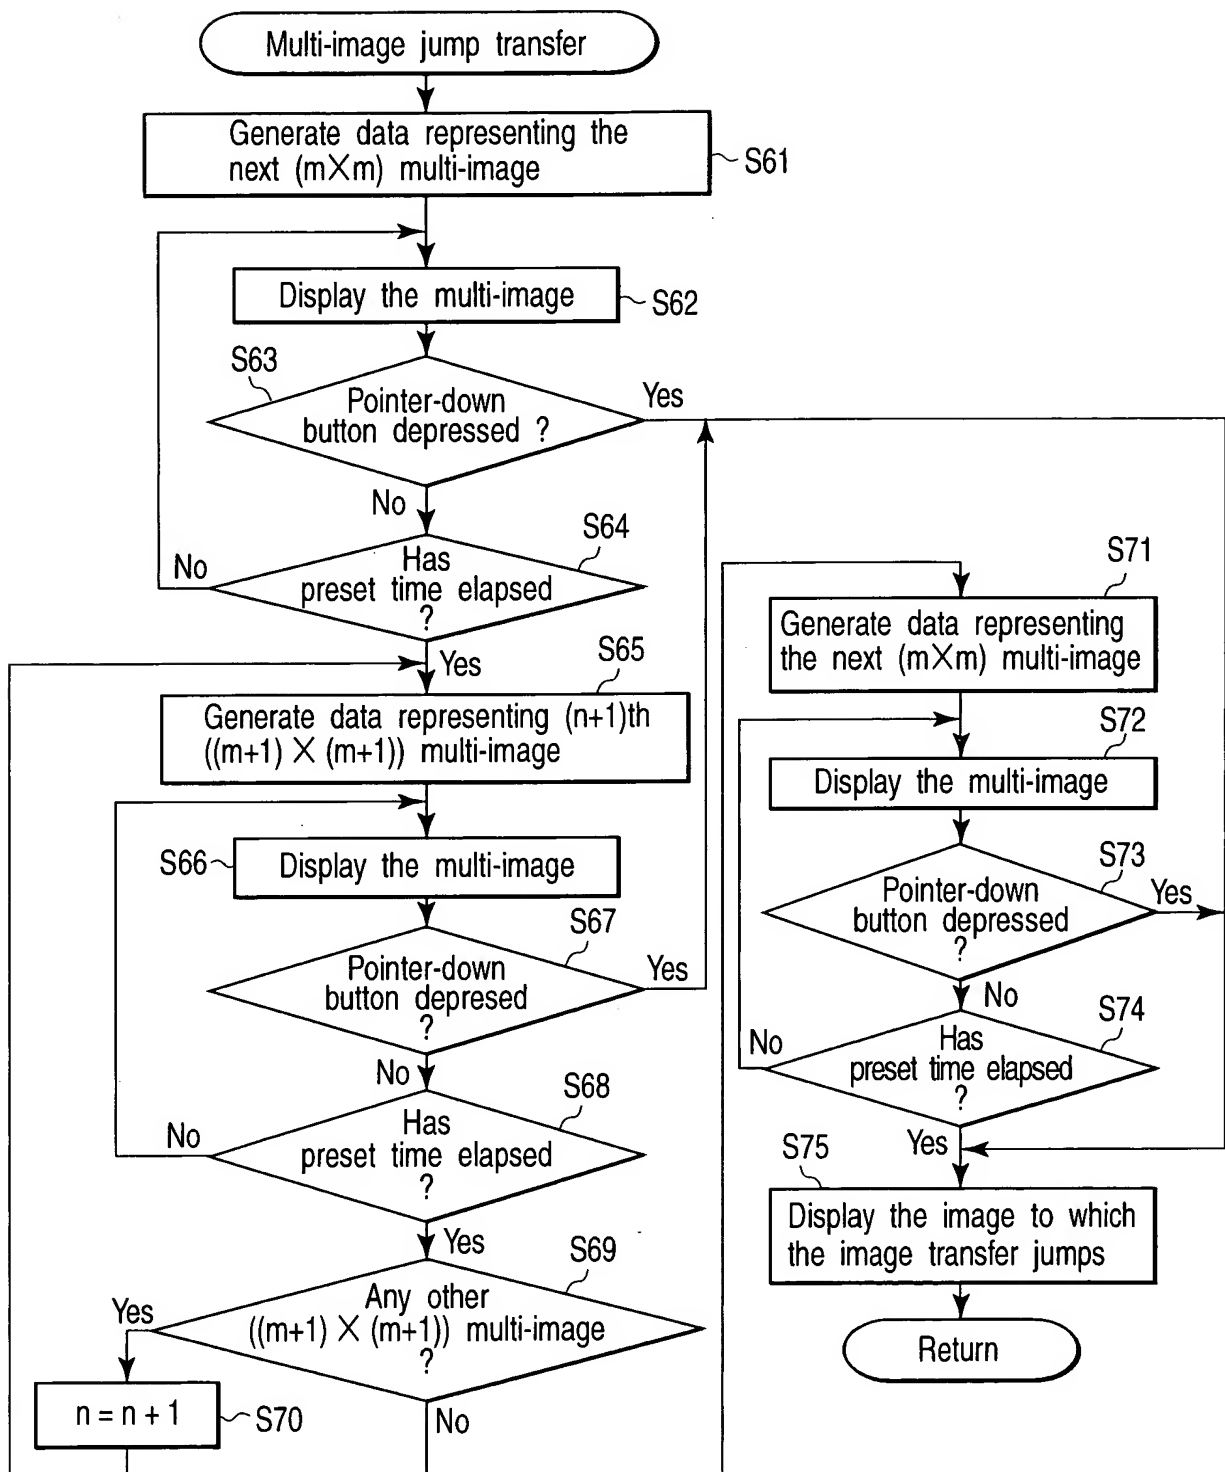 Multi-image jump transfer
Generate data representing the
next (m×m) multi-image
S61
Display the multi-image
S62
S63
Pointer-down
button depressed ?
Yes
No
S64
Has
preset time elapsed
?
No
Yes
S65
Generate data representing (n+1)th
((m+1) × (m+1)) multi-image
S66
Display the multi-image
S67
Pointer-down
button depresed
?
Yes
No
S68
Has
preset time elapsed
?
No
Yes
S69
Any other
((m+1) × (m+1)) multi-image
?
Yes
No
n = n + 1
S70
S71
Generate data representing
the next (m×m) multi-image
S72
Display the multi-image
S73
Pointer-down
button depressed
?
Yes
No
S74
Has
preset time elapsed
?
No
Yes
S75
Display the image to which
the image transfer jumps
Return